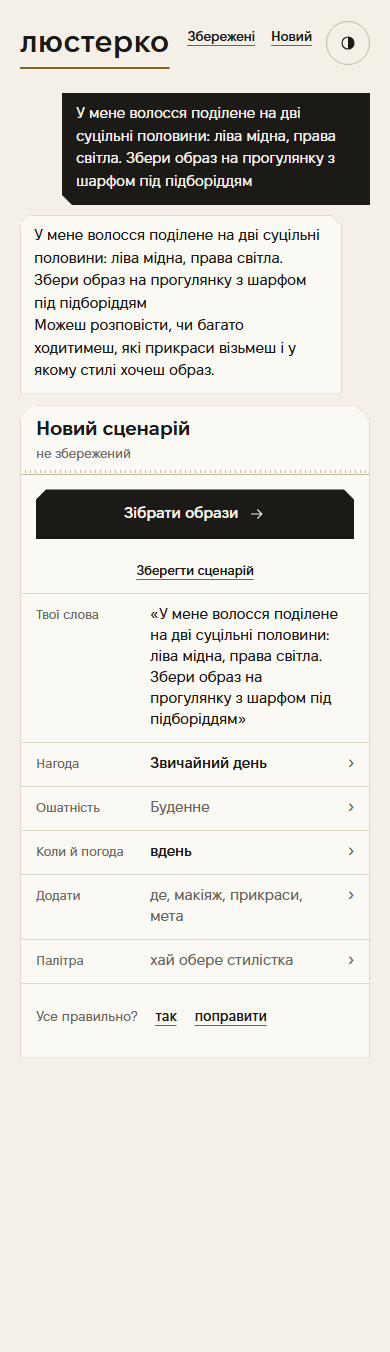 люстерко
Збережені
Новий
У мене волосся поділене на дві
суцільні половини: ліва мідна, права
світла. Збери образ на прогулянку з
шарфом під підборіддям
У мене волосся поділене на дві суцільні
половини: ліва мідна, права світла.
Збери образ на прогулянку з шарфом
під підборіддям
Можеш розповісти, чи багато
ходитимеш, які прикраси візьмеш і у
якому стилі хочеш образ.
Новий сценарій
не збережений
Зібрати образи →
Зберегти сценарій
Твої слова
«У мене волосся поділене
на дві суцільні половини:
ліва мідна, права світла.
Збери образ на
прогулянку з шарфом під
підборіддям»
Нагода
Звичайний день
Ошатність
Буденне
Коли й погода
вдень
Додати
де, макіяж, прикраси,
мета
Палітра
хай обере стилістка
Усе правильно?
так
поправити